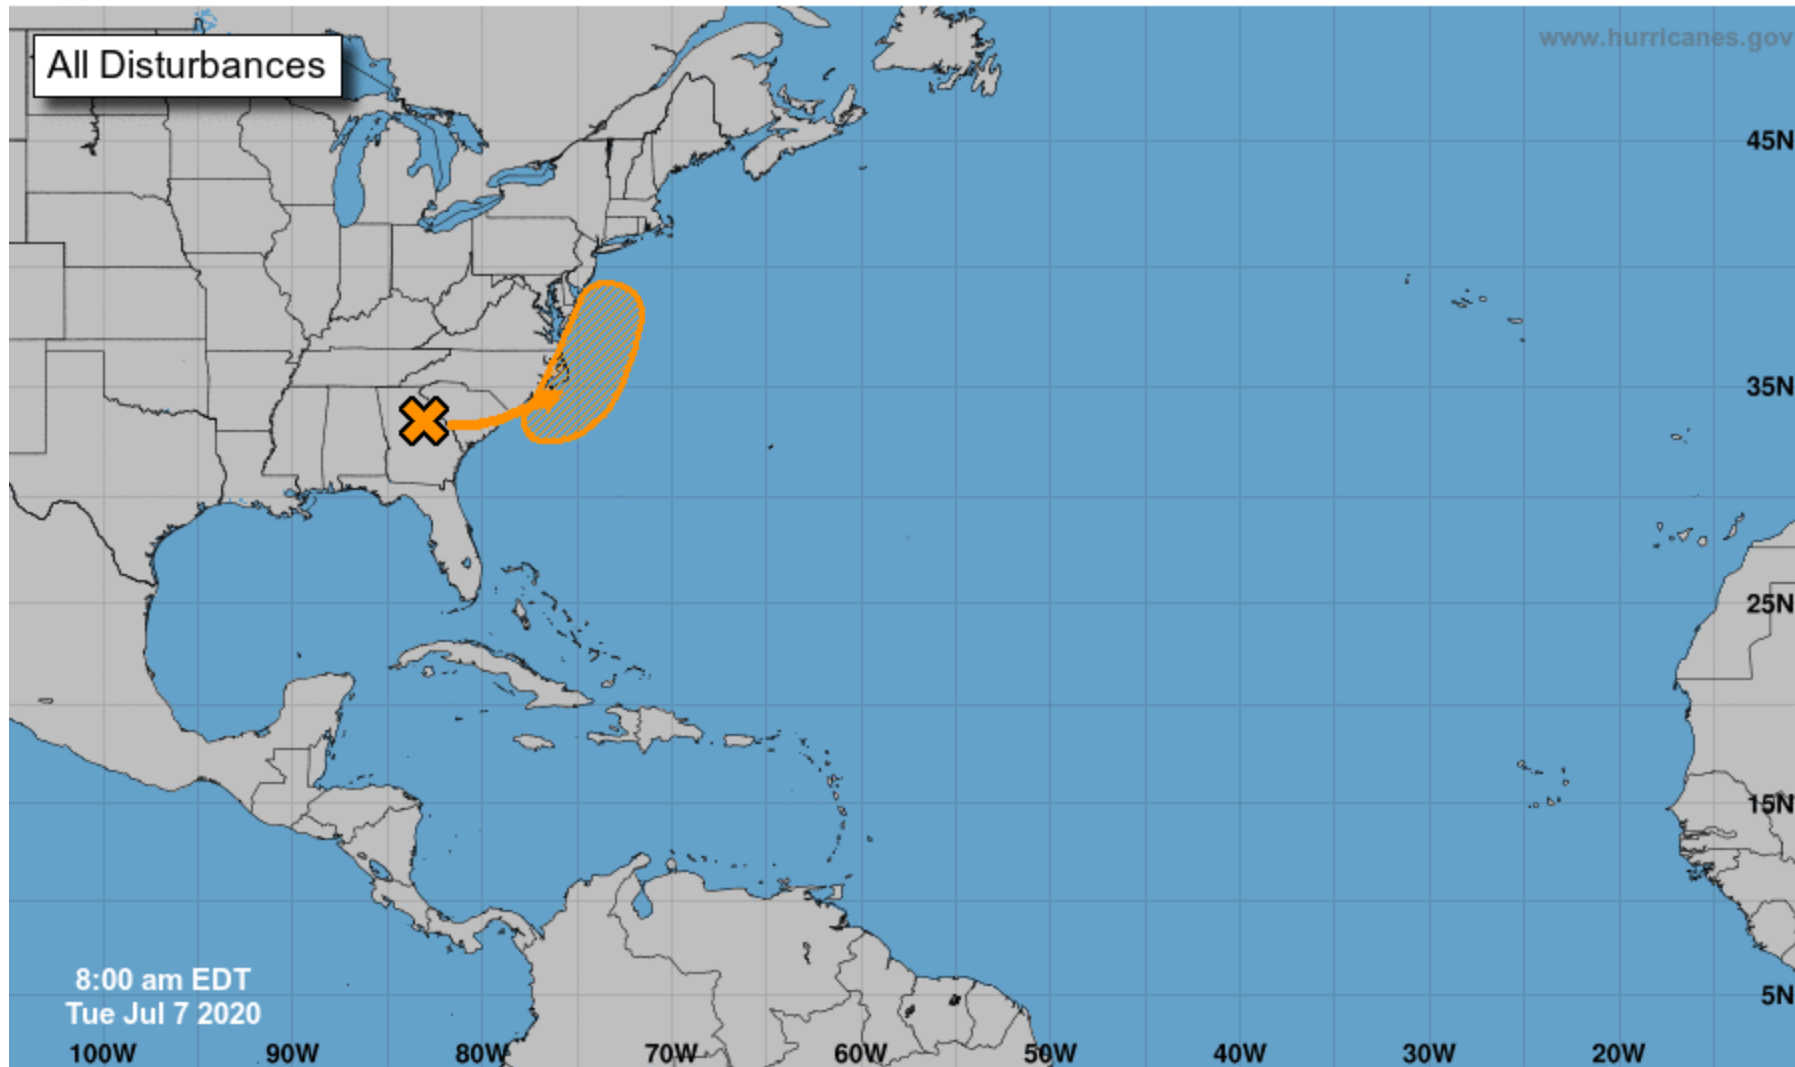 All Disturbances
www.hurricanes.gov
45N
35N
25N
15N
5N
8:00 am EDT
Tue Jul 7 2020
100W 90W 80W 70W 60W 50W 40W 30W 20W